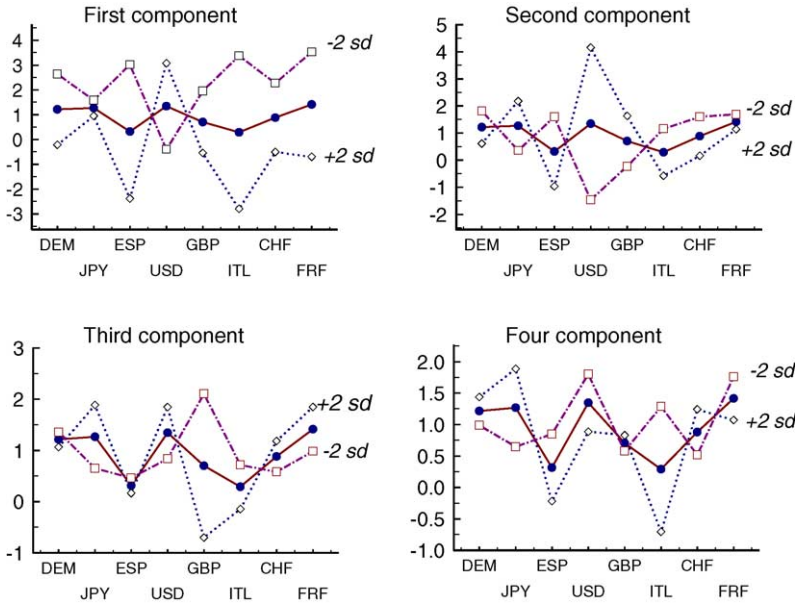 First component
4
3
2
1
0
-1
-2
-3
-2 sd
+2 sd
DEM ESP GBP CHF
JPY USD ITL FRF
Second component
5
4
3
2
1
0
-1
-2
-2 sd
+2 sd
DEM ESP GBP CHF
JPY USD ITL FRF
Third component
3
2
1
0
-1
+2 sd
-2 sd
DEM ESP GBP CHF
JPY USD ITL FRF
Four component
2.0
1.5
1.0
0.5
0.0
-0.5
-1.0
-2 sd
+2 sd
DEM ESP GBP CHF
JPY USD ITL FRF